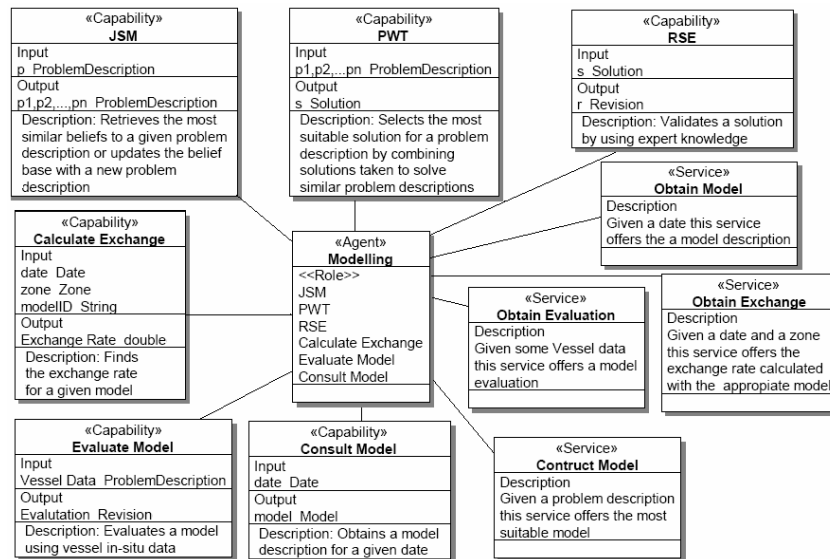 «Capability»
JSM
Input
p ProblemDescription
Output
p1,p2,...,pn ProblemDescription
Description: Retrieves the most
similar beliefs to a given problem
description or updates the belief
base with a new problem
description
«Capability»
PWT
Input
p1,p2,...pn ProblemDescription
Output
s Solution
Description: Selects the most
suitable solution for a problem
description by combining
solutions taken to solve
similar problem descriptions
«Capability»
RSE
Input
s Solution
Output
r Revision
Description: Validates a solution
by using expert knowledge
«Service»
Obtain Model
Description
Given a date this service
offers the a model description
«Capability»
Calculate Exchange
Input
date Date
zone Zone
modelID String
Output
Exchange Rate double
Description: Finds
the exchange rate
for a given model
«Agent»
Modelling
<<Role>>
JSM
PWT
RSE
Calculate Exchange
Evaluate Model
Consult Model
«Service»
Obtain Evaluation
Description
Given some Vessel data
this service offers a model
evaluation
«Service»
Obtain Exchange
Description
Given a date and a zone
this service offers the
exchange rate calculated
with the appropiate model
«Capability»
Evaluate Model
Input
Vessel Data ProblemDescription
Output
Evalutation Revision
Description: Evaluates a model
using vessel in-situ data
«Capability»
Consult Model
Input
date Date
Output
model Model
Description: Obtains a model
description for a given date
«Service»
Contruct Model
Description
Given a problem description
this service offers the most
suitable model